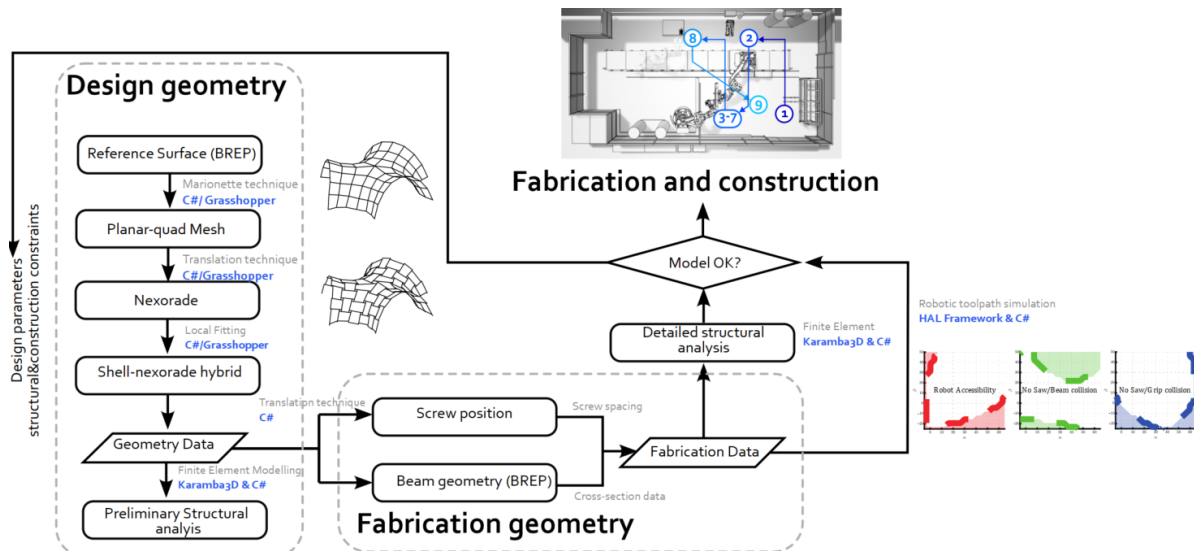 Design geometry
Reference Surface (BREP)
Marionette technique
C#/ Grasshopper
Planar-quad Mesh
Translation technique
C#/Grasshopper
Nexorade
Local Fitting
C#/Grasshopper
Shell-nexorade hybrid
Translation technique
C#
Geometry Data
Finite Element Modelling
Karamba3D & C#
Preliminary Structural
analyis
Design parameters
structural&construction constraints
Screw position
Screw spacing
Beam geometry (BREP)
Cross-section data
Fabrication Data
Fabrication geometry
Detailed structural
analysis
Finite Element
Karamba3D & C#
Model OK?
Fabrication and construction
8
2
9
3-7
1
Robotic toolpath simulation
HAL Framework & C#
Robot Accessibility
No Saw/Beam collision
No Saw/Grip collision